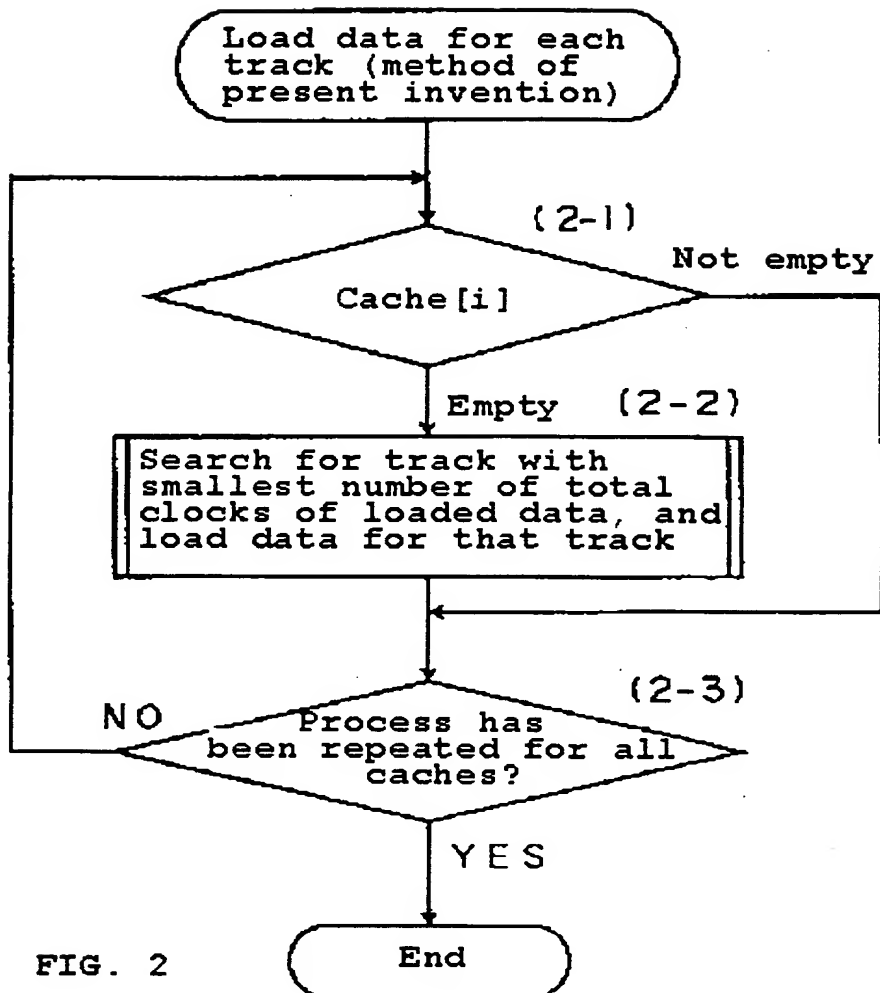 Load data for each
track (method of
present invention)
(2-1)
Not empty
Cache[i]
Empty
(2-2)
Search for track with
smallest number of total
clocks of loaded data, and
load data for that track
(2-3)
NO
Process has
been repeated for all
caches?
YES
End
FIG. 2